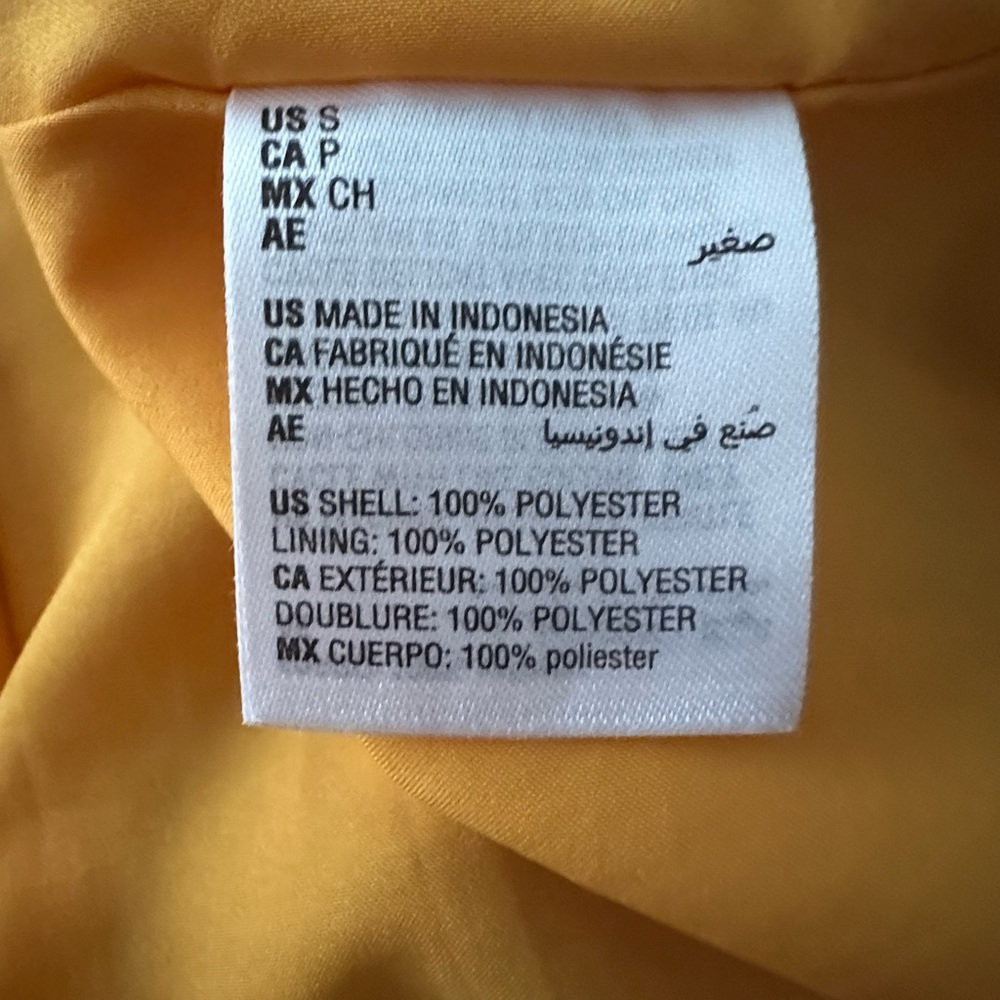 US S
CA P
MX CH
AE صغير
US MADE IN INDONESIA
CA FABRIQUÉ EN INDONÉSIE
MX HECHO EN INDONESIA
AE صُنع في إندونيسيا
US SHELL: 100% POLYESTER
LINING: 100% POLYESTER
CA EXTÉRIEUR: 100% POLYESTER
DOUBLURE: 100% POLYESTER
MX CUERPO: 100% poliester